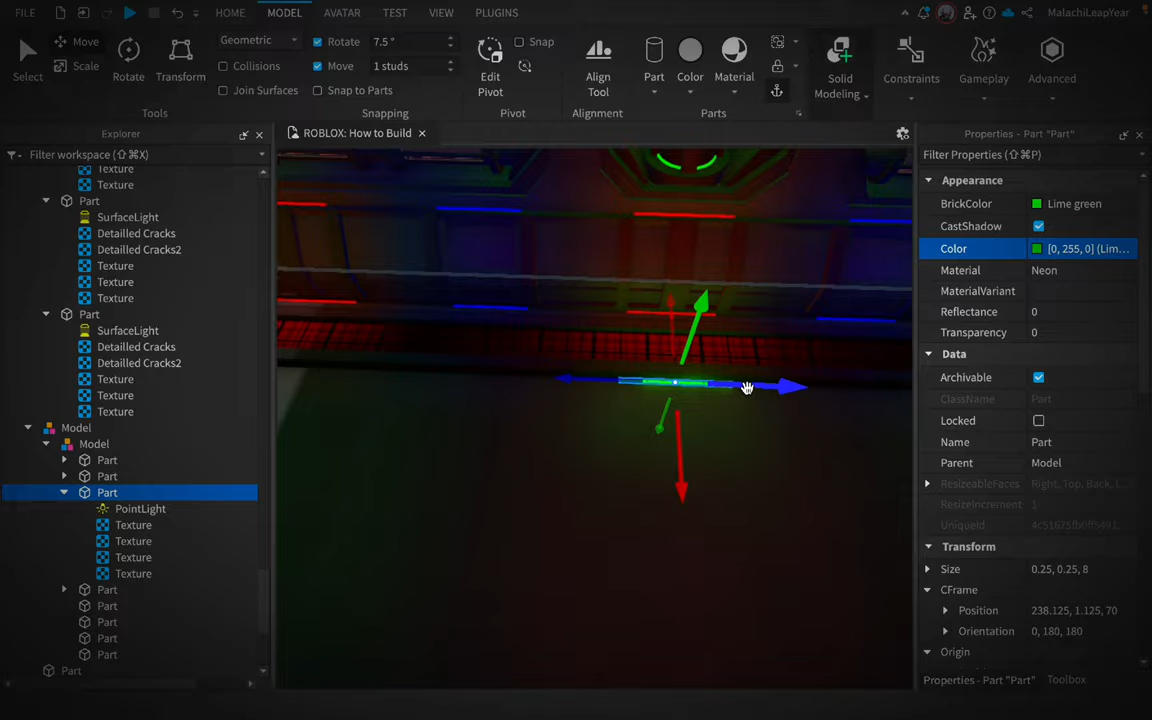 FILE HOME MODEL AVATAR TEST VIEW PLUGINS MalachiLeapYear
Select Move Scale Rotate Transform
Tools
Geometric
Collisions
Join Surfaces
Rotate 7.5 °
Move 1 studs
Snap to Parts
Snapping
Edit Pivot
Snap
Pivot
Align Tool
Alignment
Part Color Material
Parts
Solid Modeling
Constraints
Gameplay
Advanced
Explorer
Filter workspace (⇧⌘X)
Texture
Texture
Part
SurfaceLight
Detailled Cracks
Detailled Cracks2
Texture
Texture
Texture
Part
SurfaceLight
Detailled Cracks
Detailled Cracks2
Texture
Texture
Texture
Model
Model
Part
Part
Part
PointLight
Texture
Texture
Texture
Texture
Part
Part
Part
Part
Part
Part
ROBLOX: How to Build
Properties - Part "Part"
Filter Properties (⇧⌘P)
Appearance
BrickColor Lime green
CastShadow
Color [0, 255, 0] (Lim...
Material Neon
MaterialVariant
Reflectance 0
Transparency 0
Data
Archivable
ClassName Part
Locked
Name Part
Parent Model
ResizeableFaces Right, Top, Back, L...
ResizeIncrement 1
UniqueId
Transform
Size 0.25, 0.25, 8
CFrame
Position 238.125, 1.125, 70
Orientation 0, 180, 180
Origin
Properties - Part "Part" Toolbox